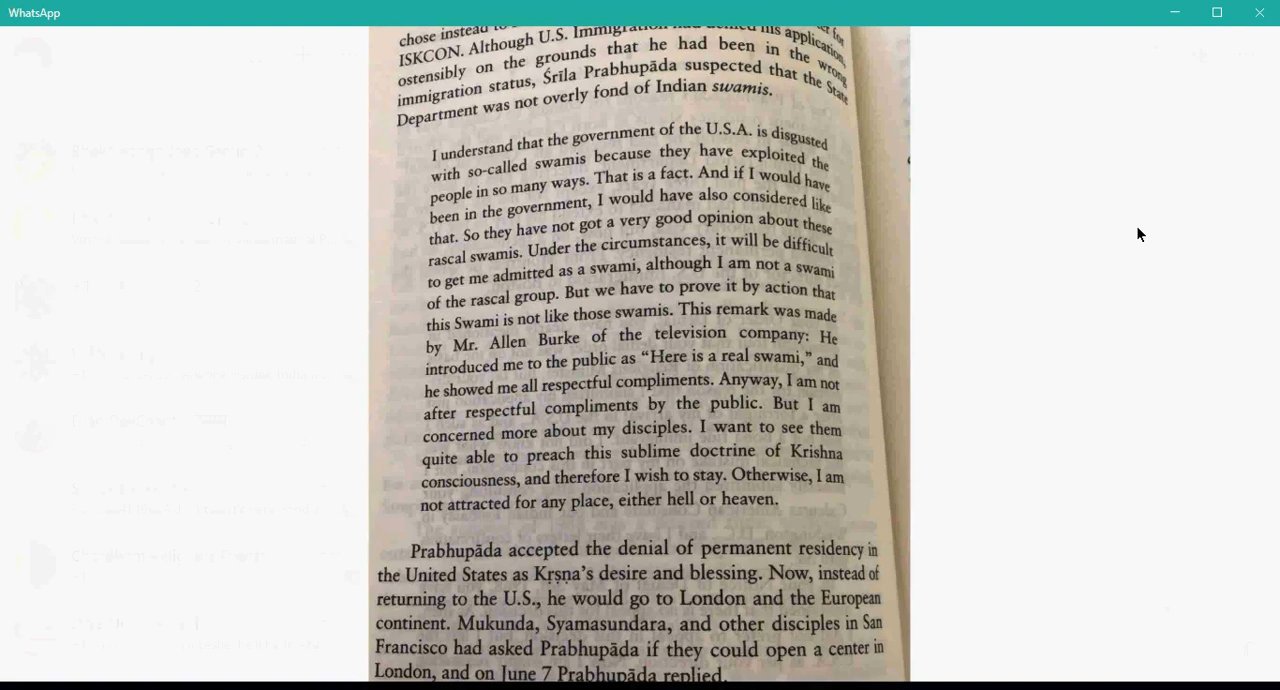 WhatsApp
chose instead to
ISKCON. Although U.S. Immigration had denied his application,
ostensibly on the grounds that he had been in the wrong
immigration status, Śrīla Prabhupāda suspected that the State
Department was not overly fond of Indian swamis.
I understand that the government of the U.S.A. is disgusted
with so-called swamis because they have exploited the
people in so many ways. That is a fact. And if I would have
been in the government, I would have also considered like
that. So they have not got a very good opinion about these
rascal swamis. Under the circumstances, it will be difficult
to get me admitted as a swami, although I am not a swami
of the rascal group. But we have to prove it by action that
this Swami is not like those swamis. This remark was made
by Mr. Allen Burke of the television company: He
introduced me to the public as “Here is a real swami,” and
he showed me all respectful compliments. Anyway, I am not
after respectful compliments by the public. But I am
concerned more about my disciples. I want to see them
quite able to preach this sublime doctrine of Krishna
consciousness, and therefore I wish to stay. Otherwise, I am
not attracted for any place, either hell or heaven.
Prabhupāda accepted the denial of permanent residency in
the United States as Kṛṣṇa’s desire and blessing. Now, instead of
returning to the U.S., he would go to London and the European
continent. Mukunda, Syamasundara, and other disciples in San
Francisco had asked Prabhupāda if they could open a center in
London, and on June 7 Prabhupāda replied,